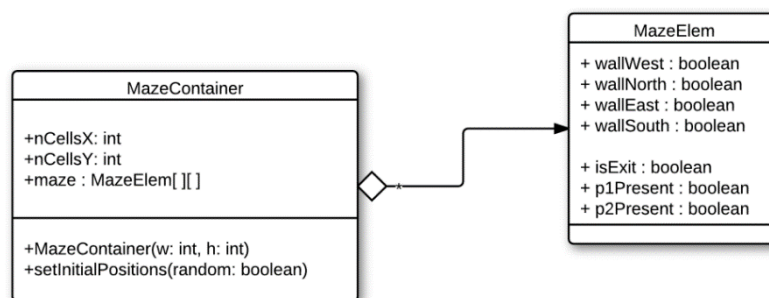 MazeContainer
+nCellsX: int
+nCellsY: int
+maze : MazeElem[ ][ ]
+MazeContainer(w: int, h: int)
+setInitialPositions(random: boolean)
*
MazeElem
+ wallWest : boolean
+ wallNorth : boolean
+ wallEast : boolean
+ wallSouth : boolean
+ isExit : boolean
+ p1Present : boolean
+ p2Present : boolean